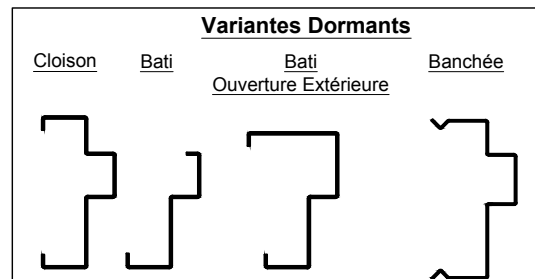 Variantes Dormants
Cloison Bati Bati Banchée
Ouverture Extérieure